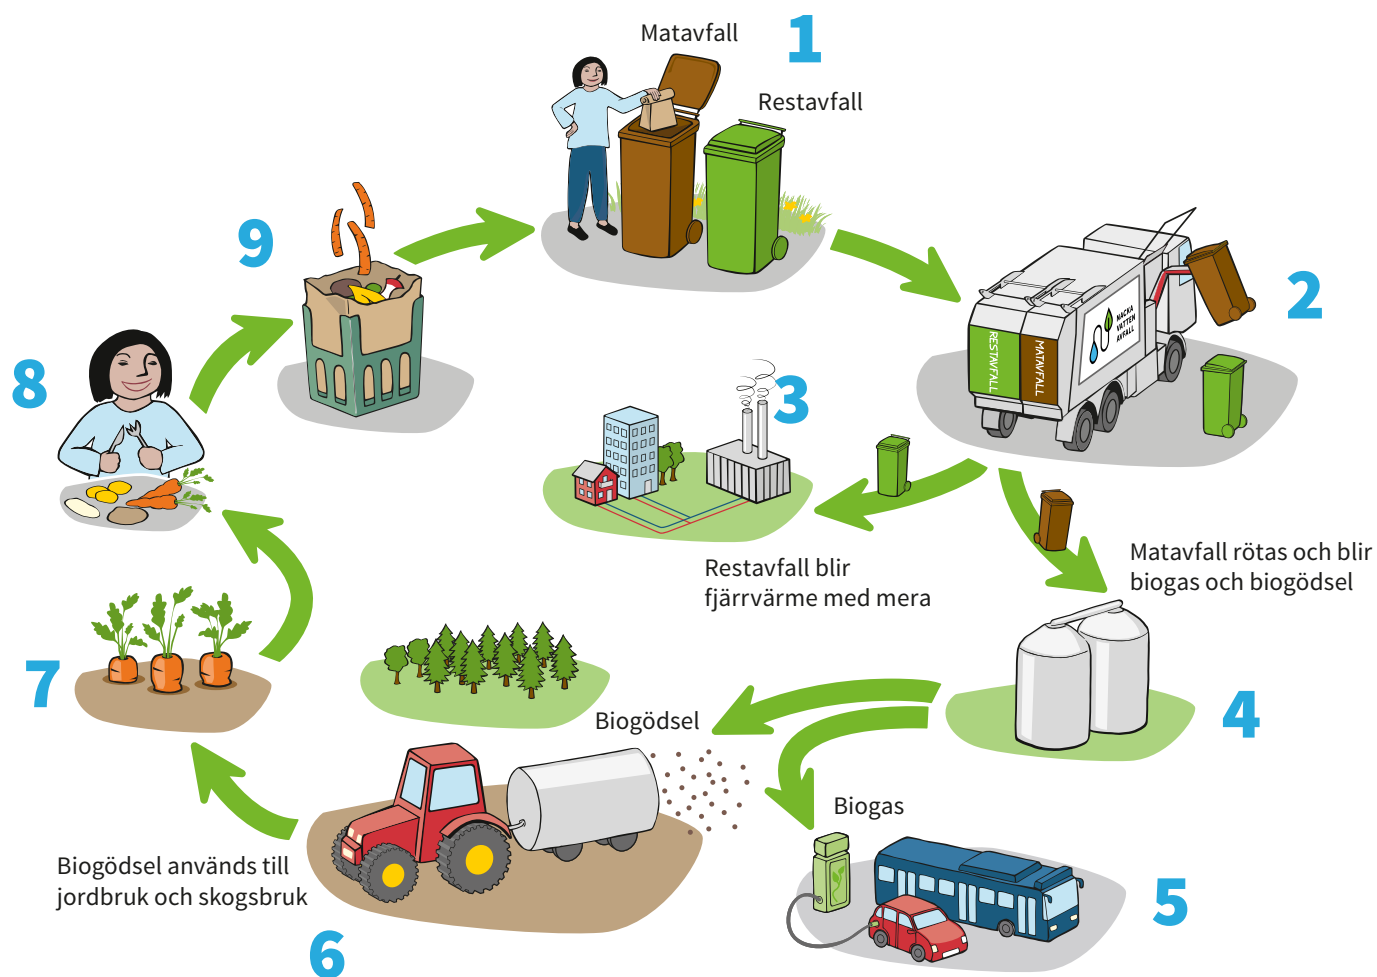 Matavfall
1
Restavfall
9
2
NACKA
VATTEN
AVFALL
RESTAVFALL
MATAVFALL
8
3
Matavfall rötas och blir
biogas och biogödsel
Restavfall blir
fjärrvärme med mera
7
4
Biogödsel
Biogas
Biogödsel används till
jordbruk och skogsbruk
5
6